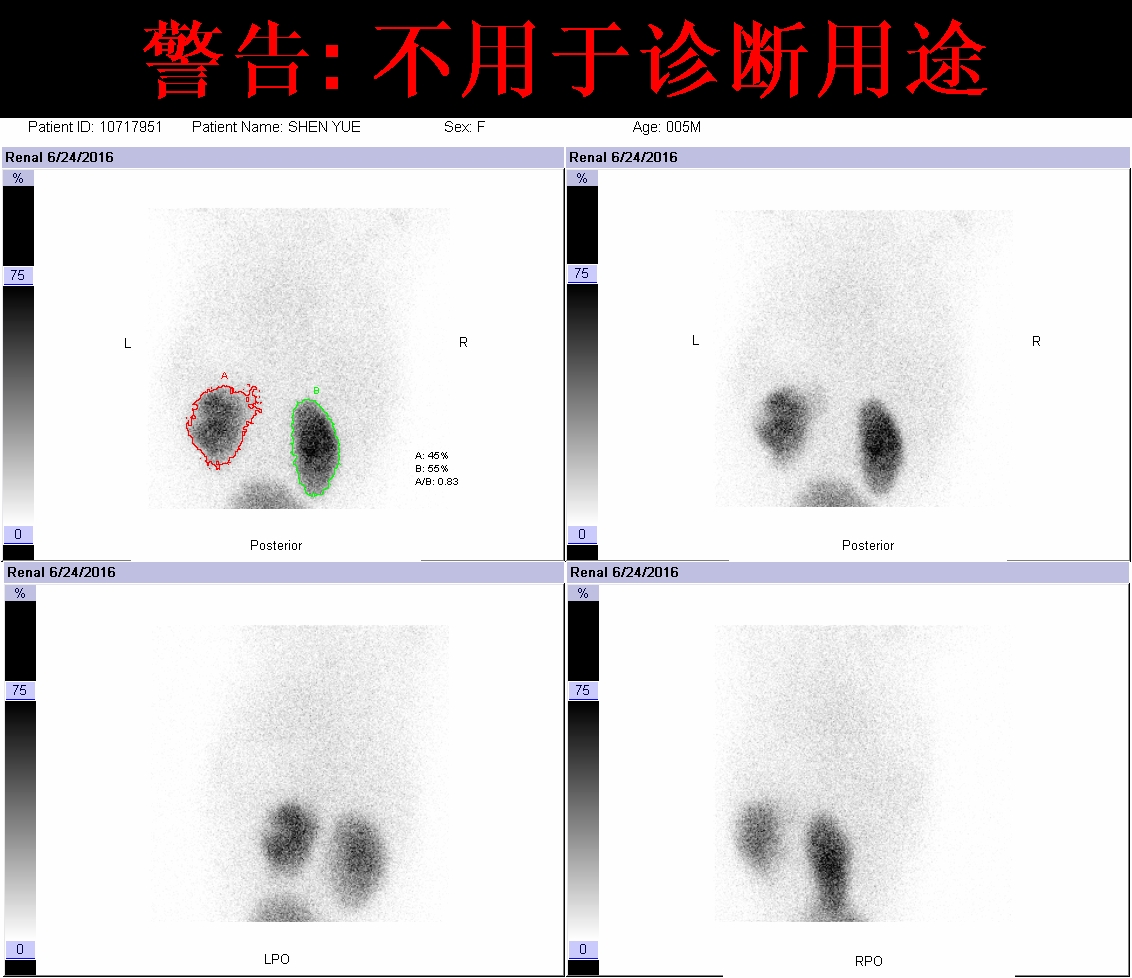 警告: 不用于诊断用途
Patient ID: 10717951 Patient Name: SHEN YUE Sex: F Age: 005M
Renal 6/24/2016
%
75
0
L
R
A
B
A: 45%
B: 55%
A/B: 0.83
Posterior
Renal 6/24/2016
%
75
0
L
R
Posterior
Renal 6/24/2016
%
75
0
LPO
Renal 6/24/2016
%
75
0
RPO